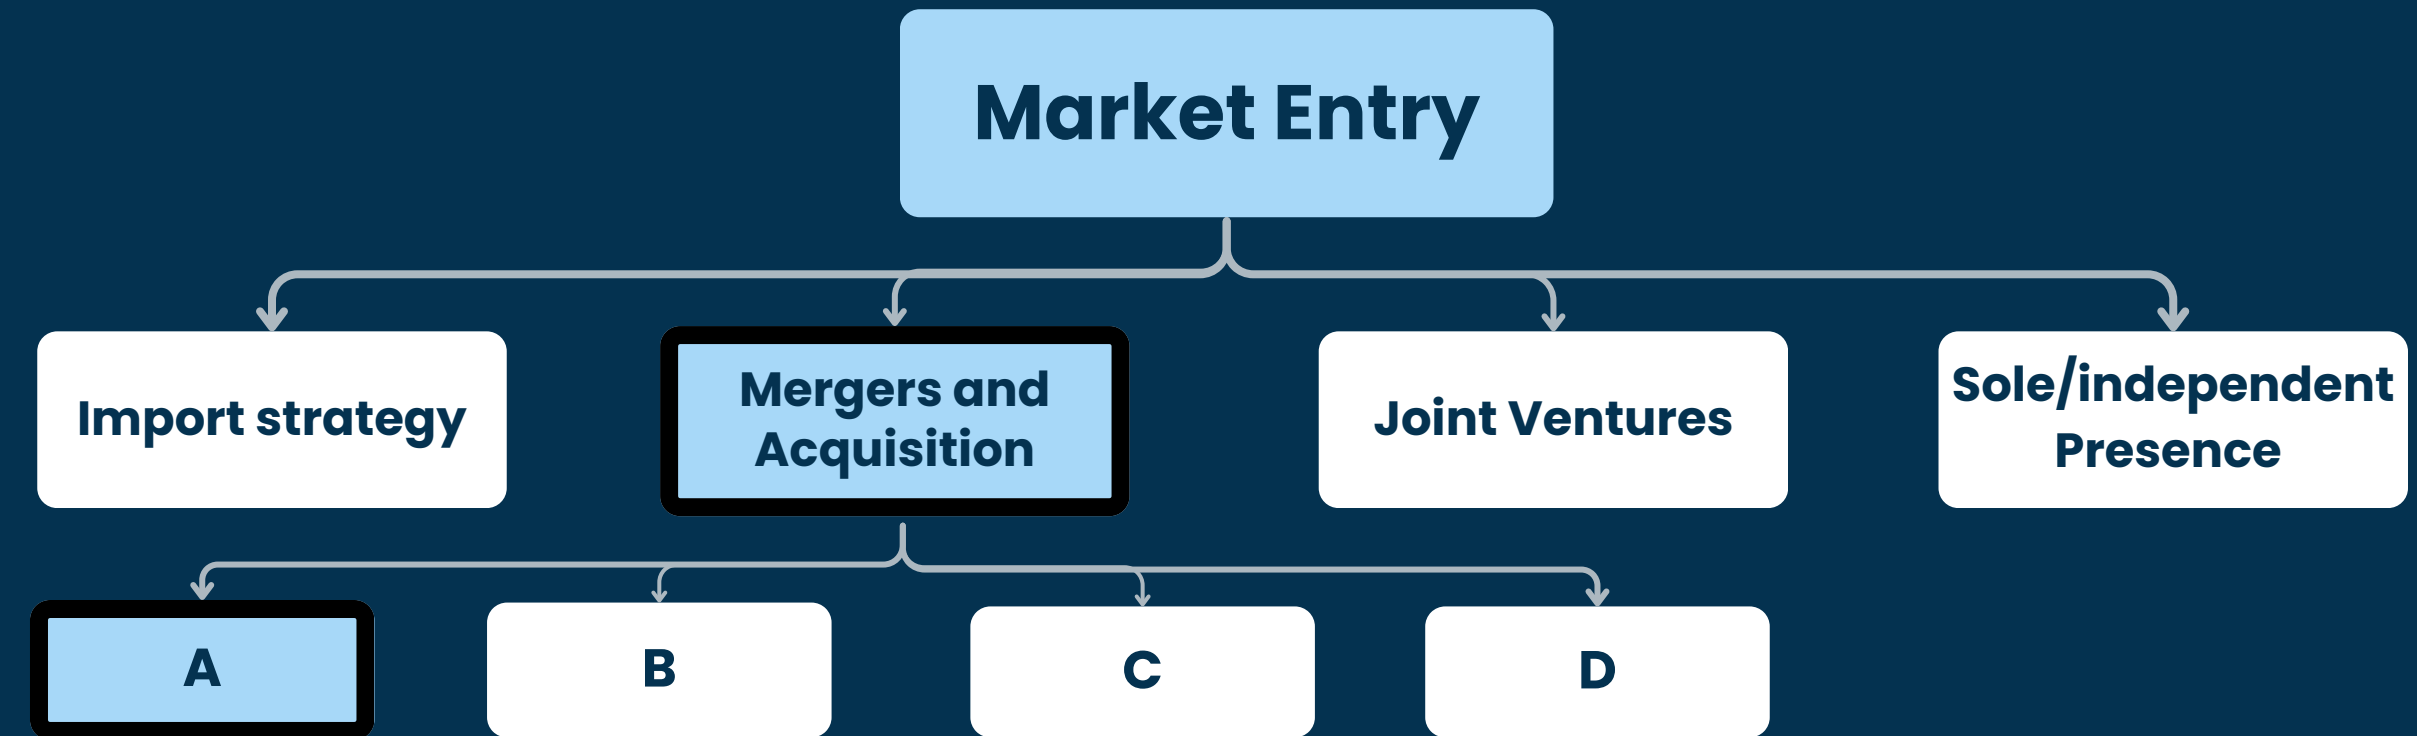 Market Entry
Import strategy
Mergers and
Acquisition
Joint Ventures
Sole/independent
Presence
A
B
C
D